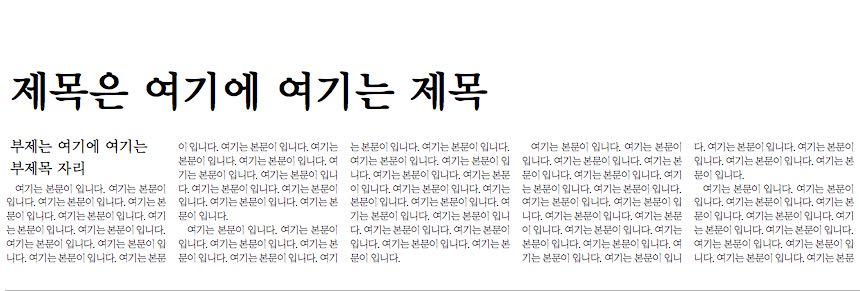 제목은 여기에 여기는 제목
부제는 여기에 여기는
부제목 자리
여기는 본문이 입니다. 여기는 본문이
입니다. 여기는 본문이 입니다. 여기는 본
문이 입니다. 여기는 본문이 입니다. 여기
는 본문이 입니다. 여기는 본문이 입니다.
여기는 본문이 입니다. 여기는 본문이 입
니다. 여기는 본문이 입니다. 여기는 본문
이 입니다. 여기는 본문이 입니다. 여기는
본문이 입니다. 여기는 본문이 입니다. 여
기는 본문이 입니다. 여기는 본문이 입니
다. 여기는 본문이 입니다. 여기는 본문이
입니다. 여기는 본문이 입니다. 여기는 본
문이 입니다.
여기는 본문이 입니다. 여기는 본문이
입니다. 여기는 본문이 입니다. 여기는 본
문이 입니다. 여기는 본문이 입니다. 여기
는 본문이 입니다. 여기는 본문이 입니다.
여기는 본문이 입니다. 여기는 본문이 입
니다. 여기는 본문이 입니다. 여기는 본문
이 입니다. 여기는 본문이 입니다. 여기는
본문이 입니다. 여기는 본문이 입니다. 여
기는 본문이 입니다. 여기는 본문이 입니
다. 여기는 본문이 입니다. 여기는 본문이
입니다. 여기는 본문이 입니다. 여기는 본
문이 입니다.
여기는 본문이 입니다. 여기는 본문이
입니다. 여기는 본문이 입니다. 여기는 본
문이 입니다. 여기는 본문이 입니다. 여기
는 본문이 입니다. 여기는 본문이 입니다.
여기는 본문이 입니다. 여기는 본문이 입
니다. 여기는 본문이 입니다. 여기는 본문
이 입니다. 여기는 본문이 입니다. 여기는
본문이 입니다. 여기는 본문이 입니다. 여
기는 본문이 입니다. 여기는 본문이 입니
다. 여기는 본문이 입니다. 여기는 본문이
입니다. 여기는 본문이 입니다. 여기는 본
문이 입니다.
여기는 본문이 입니다. 여기는 본문이
입니다. 여기는 본문이 입니다. 여기는 본
문이 입니다. 여기는 본문이 입니다. 여기
는 본문이 입니다. 여기는 본문이 입니다.
여기는 본문이 입니다. 여기는 본문이 입
니다. 여기는 본문이 입니다. 여기는 본문